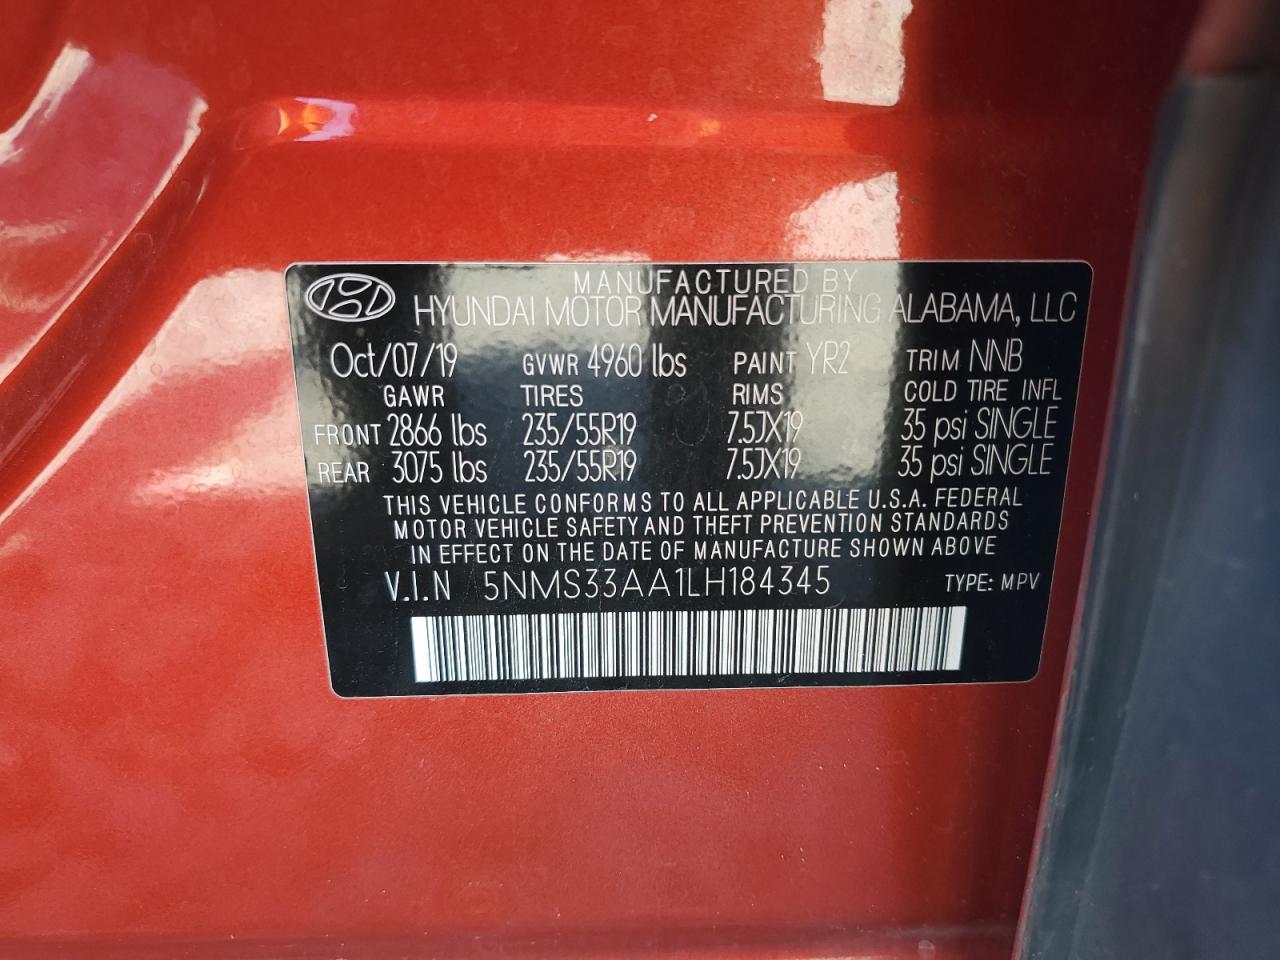 MANUFACTURED BY
HYUNDAI MOTOR MANUFACTURING ALABAMA, LLC
Oct/07/19 GVWR 4960 lbs PAINT YR2 TRIM NNB
GAWR TIRES RIMS COLD TIRE INFL
FRONT 2866 lbs 235/55R19 7.5JX19 35 psi SINGLE
REAR 3075 lbs 235/55R19 7.5JX19 35 psi SINGLE
THIS VEHICLE CONFORMS TO ALL APPLICABLE U.S.A. FEDERAL
MOTOR VEHICLE SAFETY AND THEFT PREVENTION STANDARDS
IN EFFECT ON THE DATE OF MANUFACTURE SHOWN ABOVE
V.I.N 5NMS33AA1LH184345 TYPE: MPV